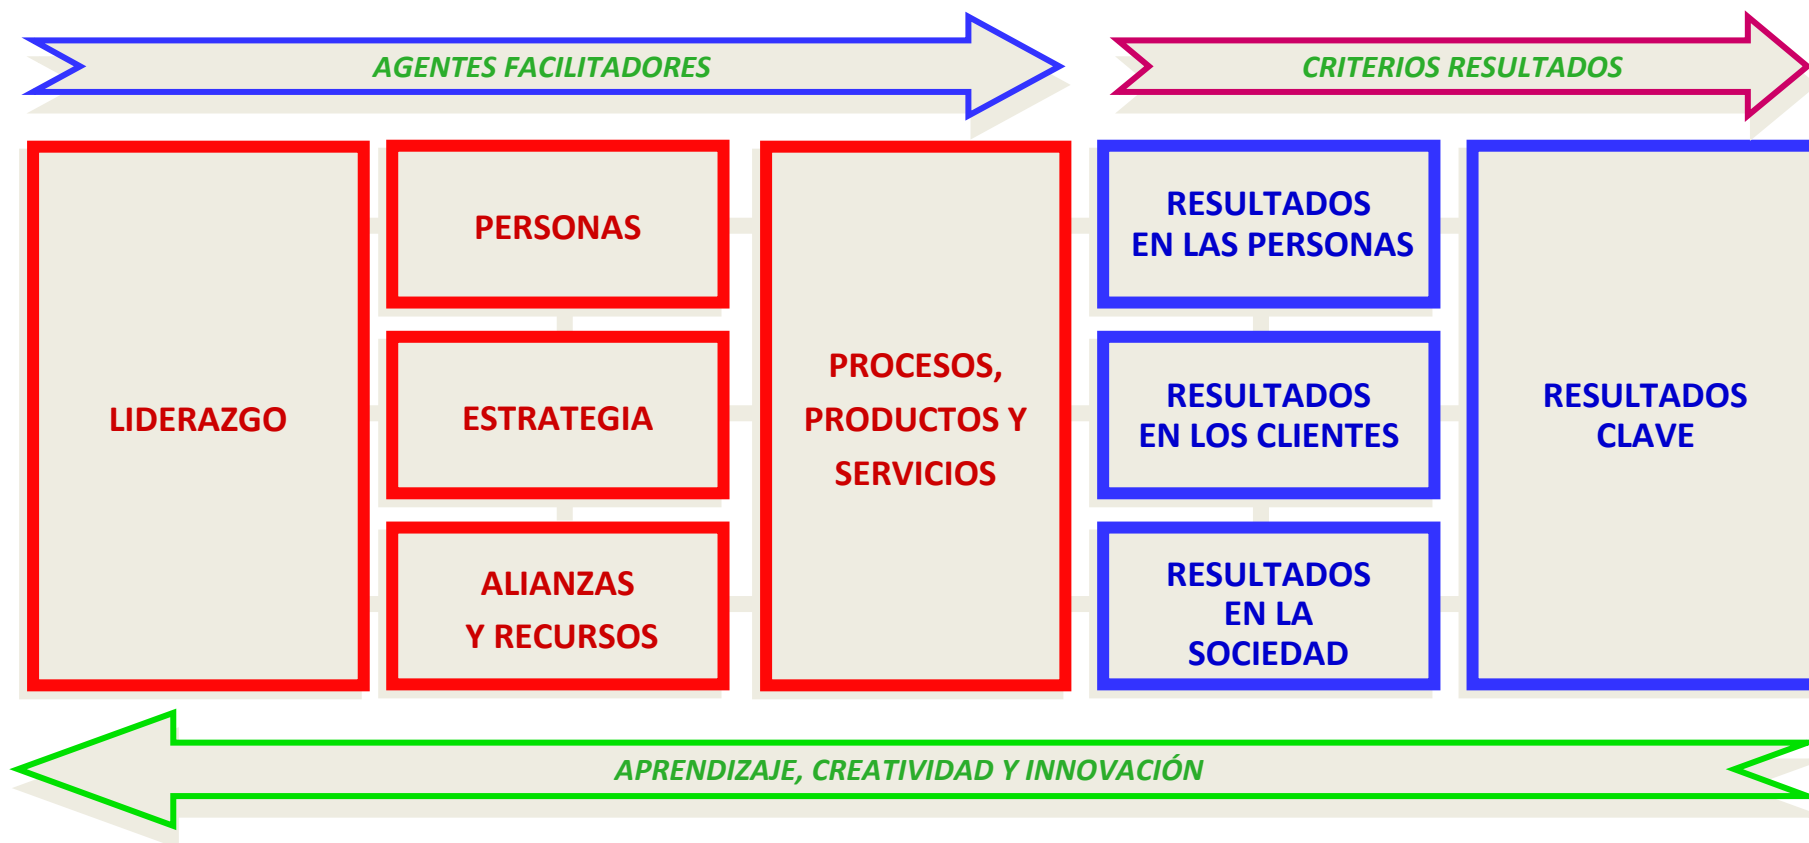 AGENTES FACILITADORES
CRITERIOS RESULTADOS
LIDERAZGO
PERSONAS
ESTRATEGIA
ALIANZAS
Y RECURSOS
PROCESOS,
PRODUCTOS Y
SERVICIOS
RESULTADOS
EN LAS PERSONAS
RESULTADOS
EN LOS CLIENTES
RESULTADOS
EN LA
SOCIEDAD
RESULTADOS
CLAVE
APRENDIZAJE, CREATIVIDAD Y INNOVACIÓN